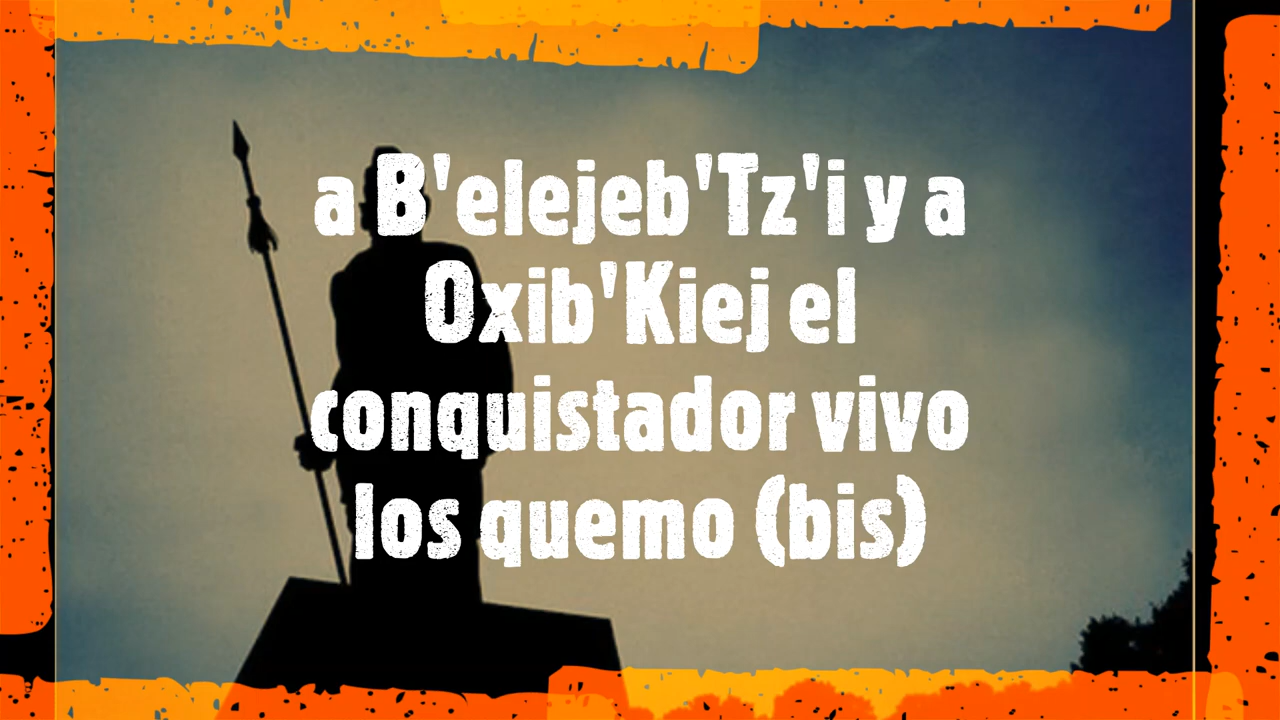 a B'elejeb'Tz'i y a
Oxib'Kiej el
conquistador vivo
los quemo (bis)